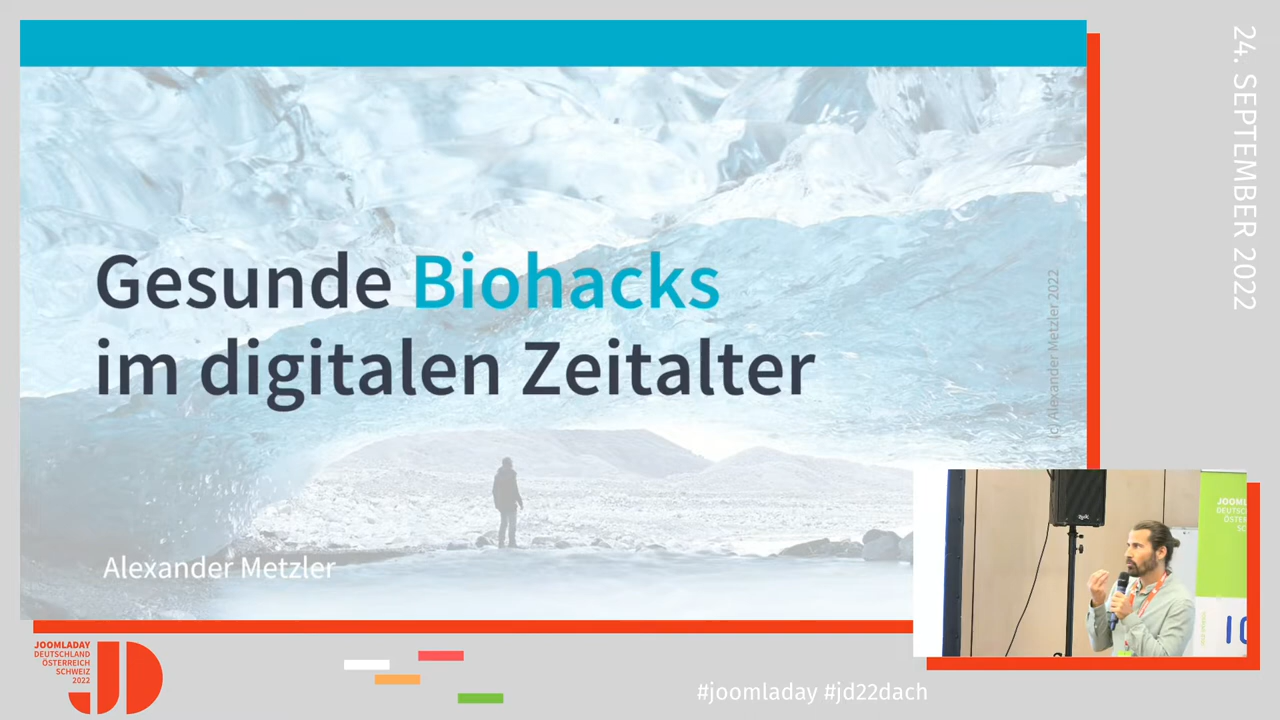 24. SEPTEMBER 2022
Gesunde Biohacks
im digitalen Zeitalter
(c) Alexander Metzler 2022
Alexander Metzler
JOOMLADAY
DEUTSCHLAND
ÖSTERREICH
SCHWEIZ
2022
JD
#joomladay #jd22dach